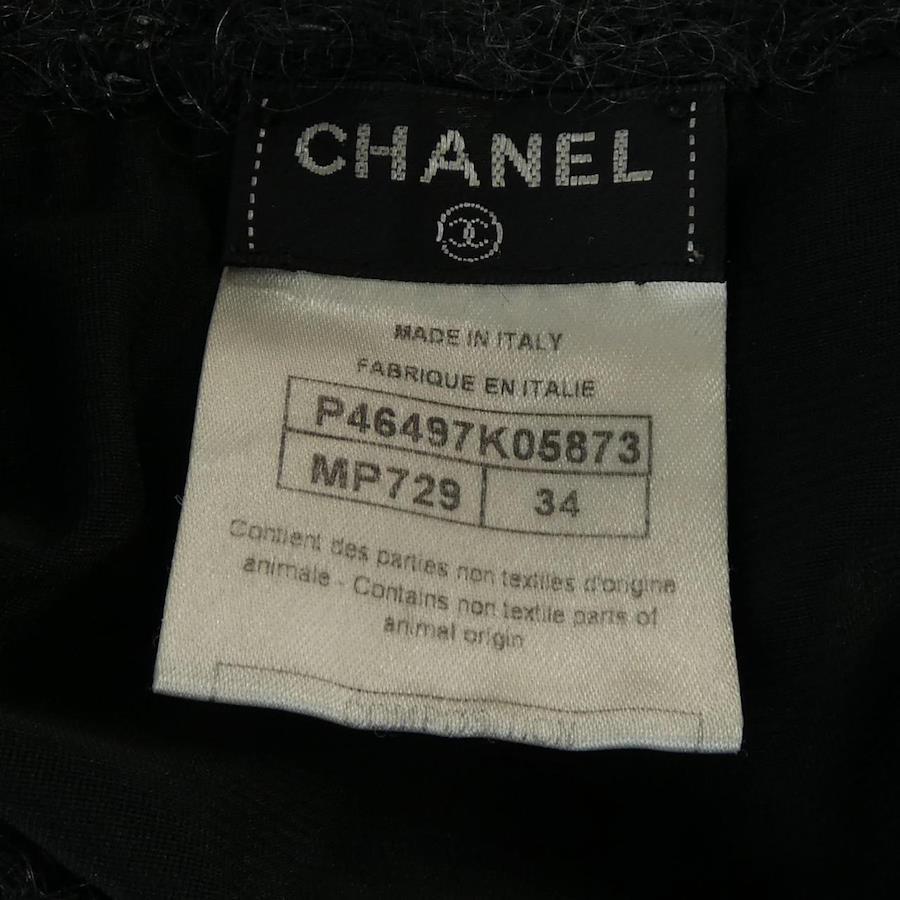 CHANEL
MADE IN ITALY
FABRIQUE EN ITALIE
P46497K05873
MP729 34
Contient des parties non textiles d'origine
animale - Contains non textile parts of
animal origin